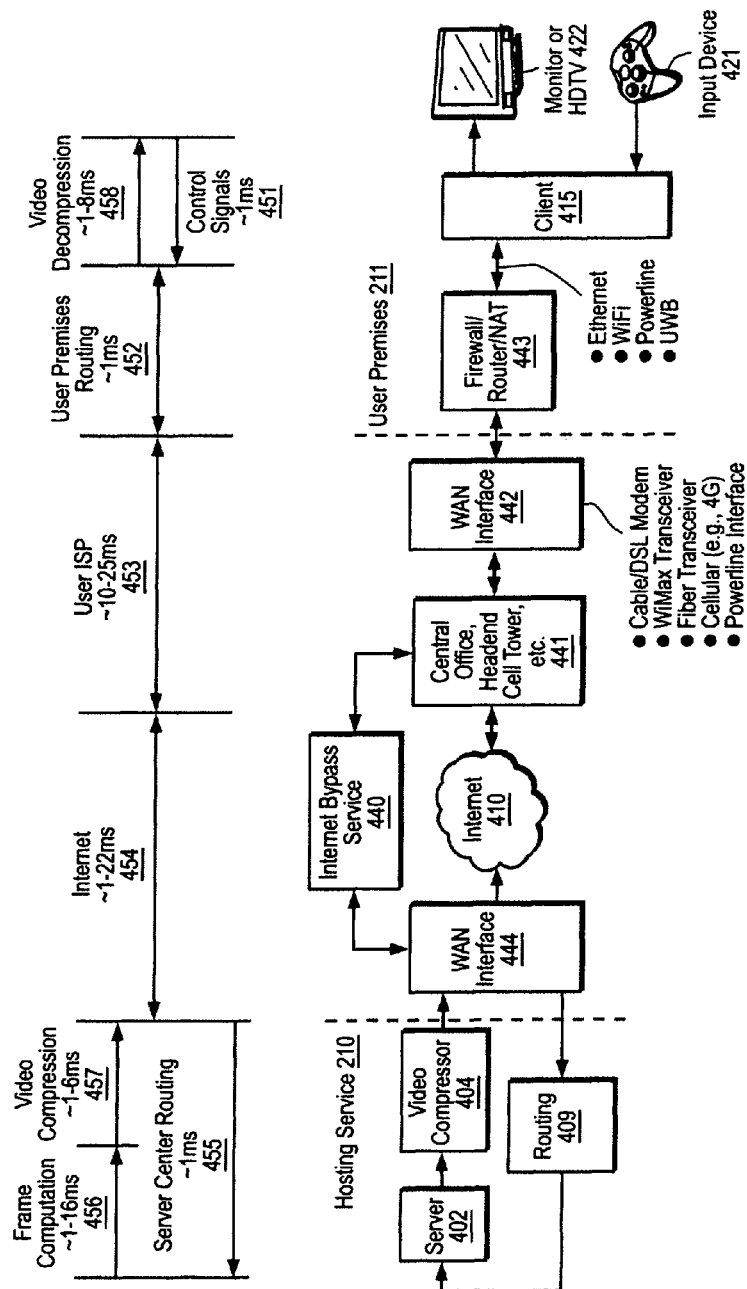 Frame
Computation
~1-16ms
456
Video
Compression
~1-6ms
457
Server Center Routing
~1ms
455
Internet
~1-22ms
454
User ISP
~10-25ms
453
User Premises
Routing
~1ms
452
Video
Decompression
~1-8ms
458
Control
Signals
~1ms
451
Hosting Service 210
Server
402
Video
Compressor
404
Routing
409
WAN
Interface
444
Internet Bypass
Service
440
Internet
410
Central
Office,
Headend
Cell Tower,
etc.
441
WAN
Interface
442
● Cable/DSL Modem
● WiMax Transceiver
● Fiber Transceiver
● Cellular (e.g., 4G)
● Powerline Interface
User Premises 211
Firewall/
Router/NAT
443
● Ethernet
● WiFi
● Powerline
● UWB
Client
415
Monitor or
HDTV 422
Input Device
421